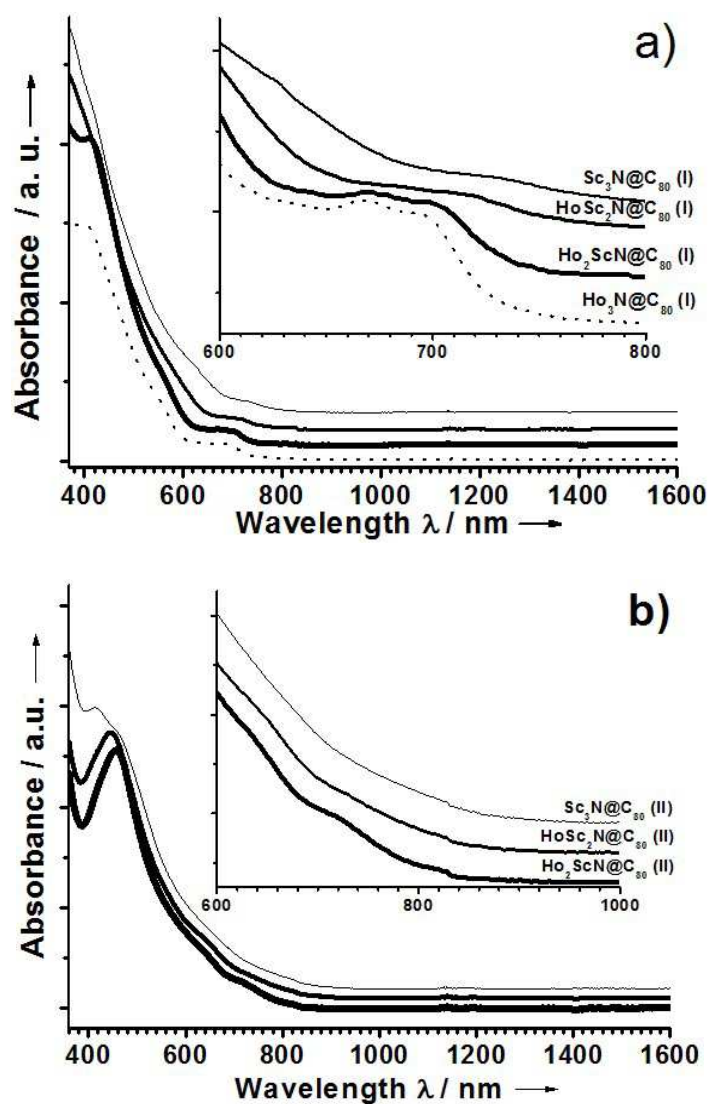 a)
Absorbance / a. u.
Sc₃N@C₈₀ (I)
HoSc₂N@C₈₀ (I)
Ho₂ScN@C₈₀ (I)
Ho₃N@C₈₀ (I)
600 700 800
400 600 800 1000 1200 1400 1600
Wavelength λ / nm
b)
Absorbance / a.u.
Sc₃N@C₈₀ (II)
HoSc₂N@C₈₀ (II)
Ho₂ScN@C₈₀ (II)
600 800 1000
400 600 800 1000 1200 1400 1600
Wavelength λ / nm